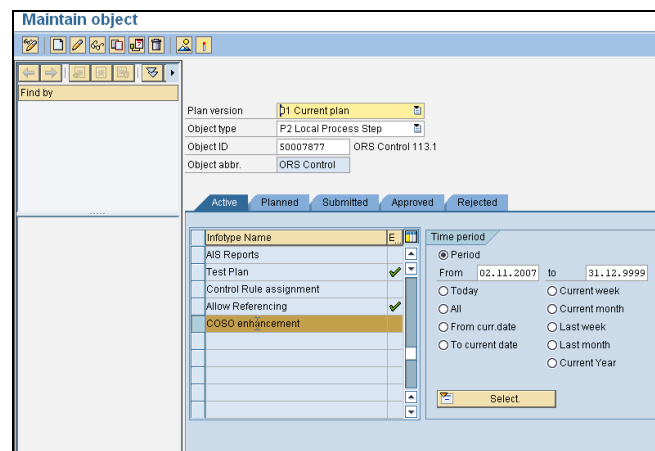 Maintain object
Find by
Plan version 01 Current plan
Object type P2 Local Process Step
Object ID 50007877 ORS Control 113.1
Object abbr. ORS Control
Active Planned Submitted Approved Rejected
Infotype Name E..
AIS Reports
Test Plan
Control Rule assignment
Allow Referencing
COSO enhancement
Time period
Period
From 02.11.2007 to 31.12.9999
Today Current week
All Current month
From curr.date Last week
To current date Last month
Current Year
Select.